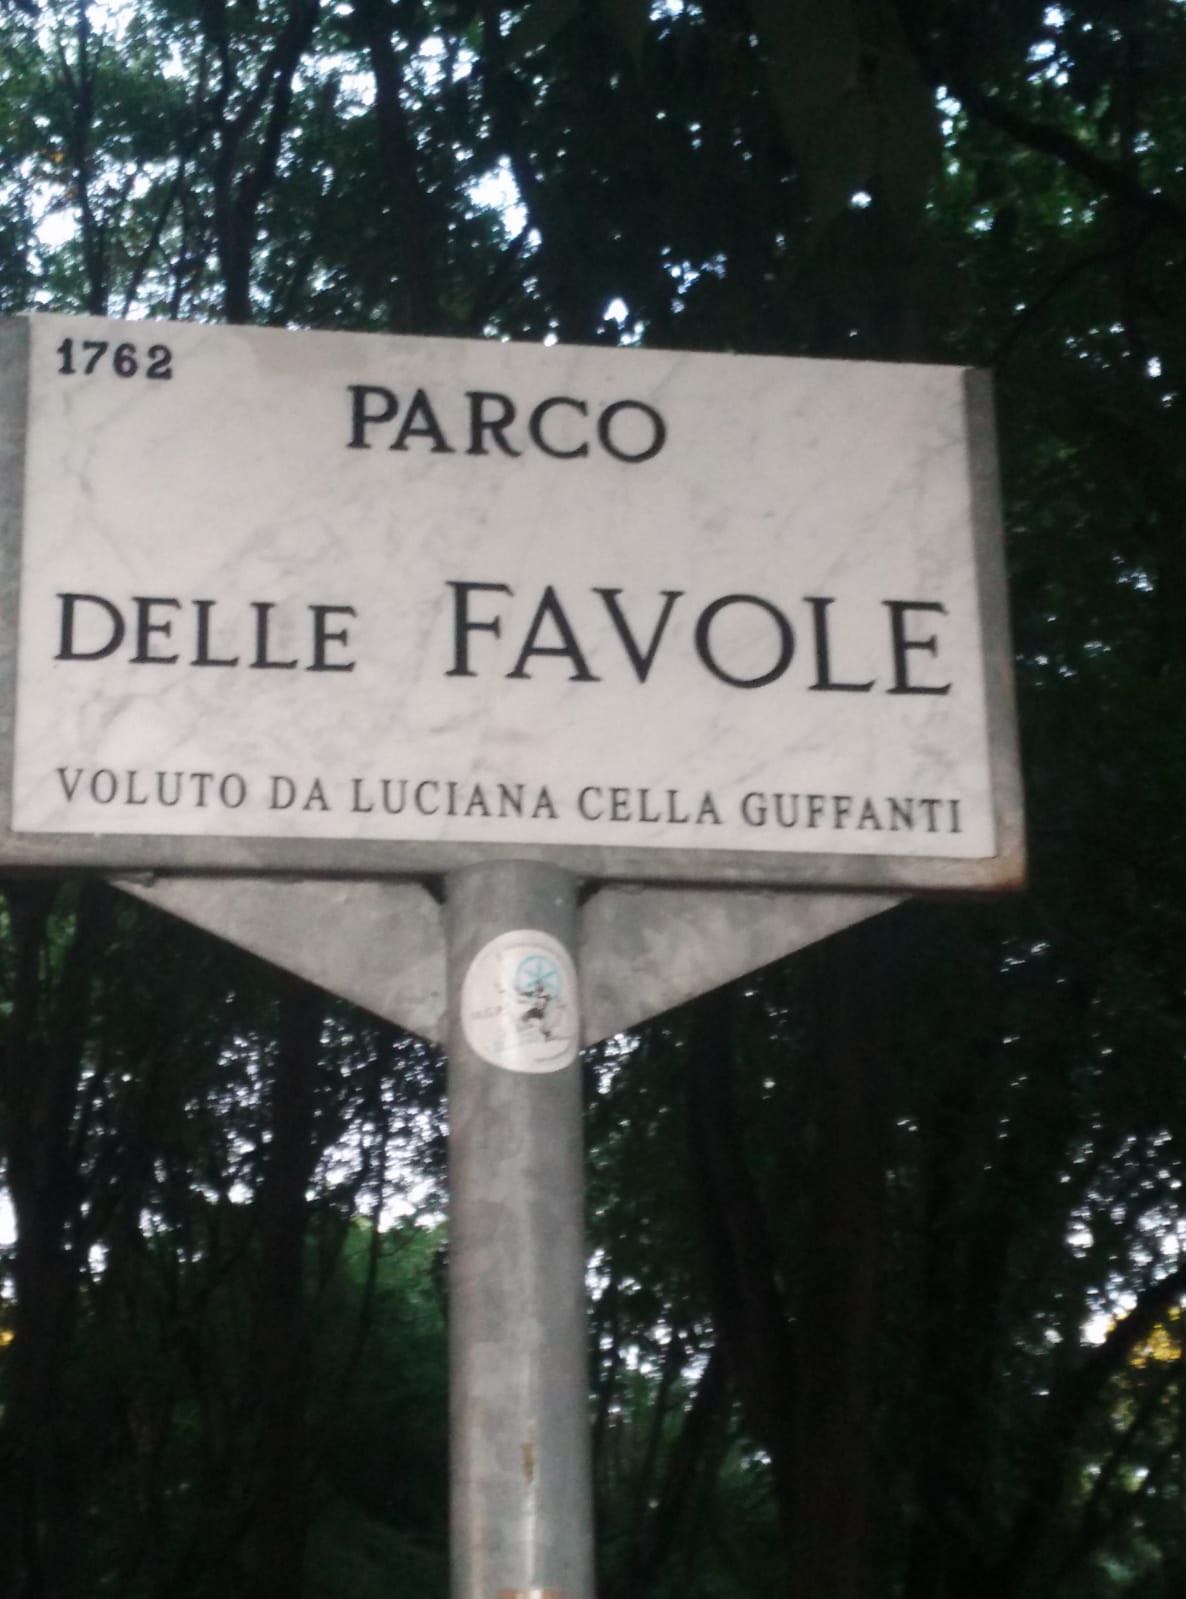 1762
PARCO
DELLE FAVOLE
VOLUTO DA LUCIANA CELLA GUFFANTI